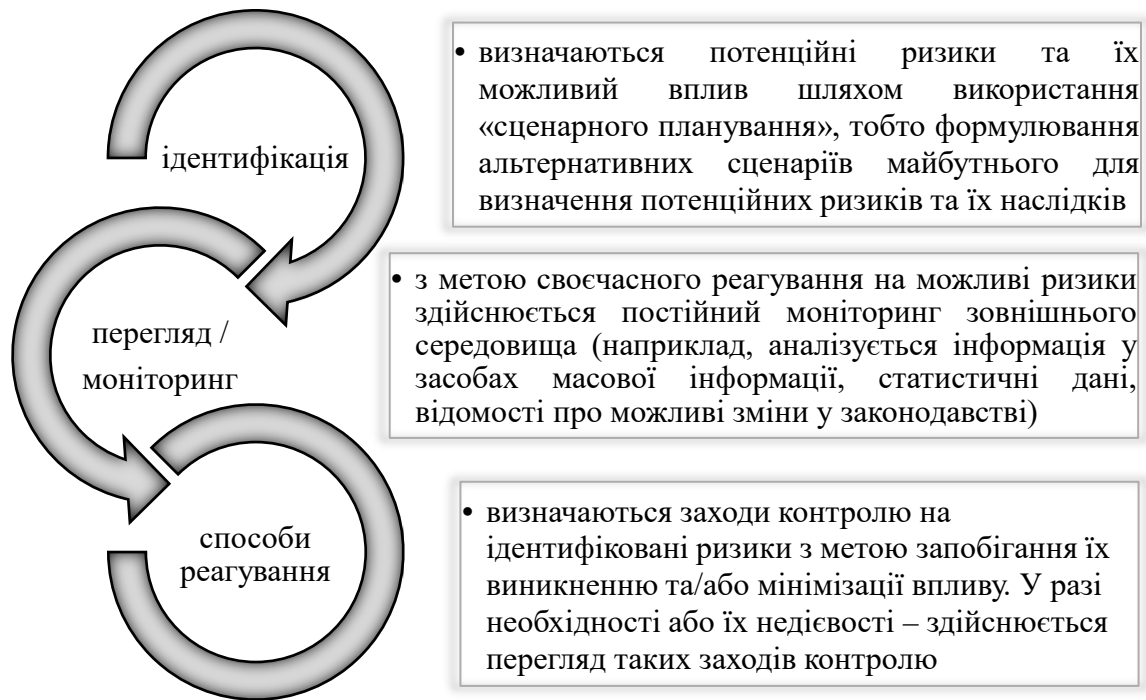 ідентифікація
• визначаються потенційні ризики та їх
можливий вплив шляхом використання
«сценарного планування», тобто формулювання
альтернативних сценаріїв майбутнього для
визначення потенційних ризиків та їх наслідків
перегляд /
моніторинг
• з метою своєчасного реагування на можливі ризики
здійснюється постійний моніторинг зовнішнього
середовища (наприклад, аналізується інформація у
засобах масової інформації, статистичні дані,
відомості про можливі зміни у законодавстві)
способи
реагування
• визначаються заходи контролю на
ідентифіковані ризики з метою запобігання їх
виникненню та/або мінімізації впливу. У разі
необхідності або їх недієвості – здійснюється
перегляд таких заходів контролю